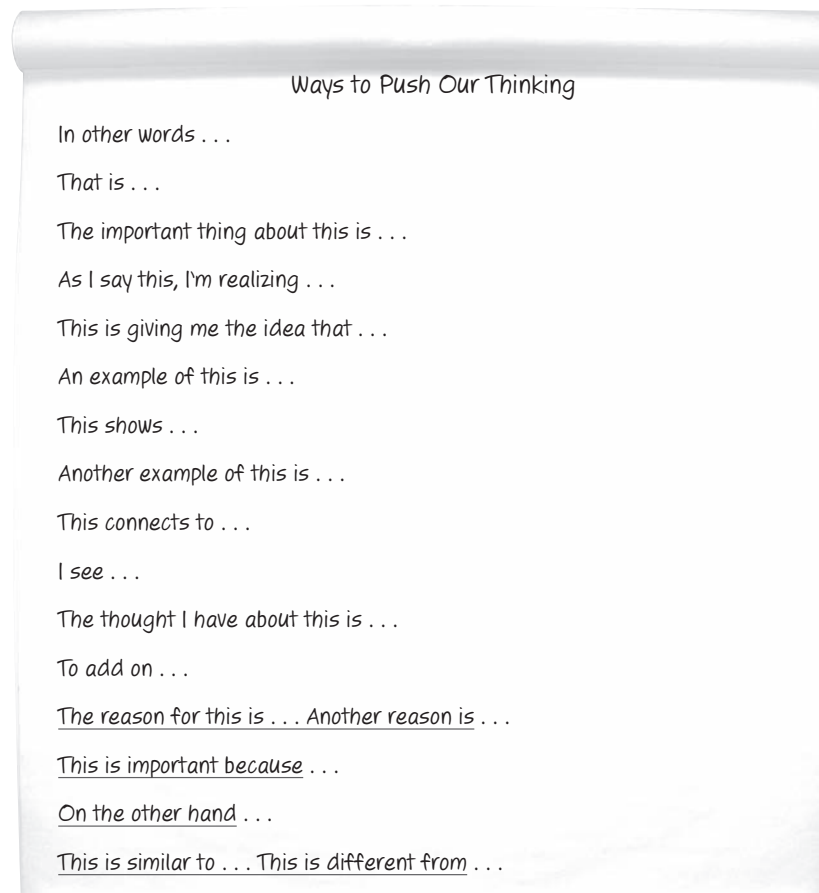 Ways to Push Our Thinking
In other words . . .
That is . . .
The important thing about this is . . .
As I say this, I'm realizing . . .
This is giving me the idea that . . .
An example of this is . . .
This shows . . .
Another example of this is . . .
This connects to . . .
I see . . .
The thought I have about this is . . .
To add on . . .
The reason for this is . . . Another reason is . . .
This is important because . . .
On the other hand . . .
This is similar to . . . This is different from . . .